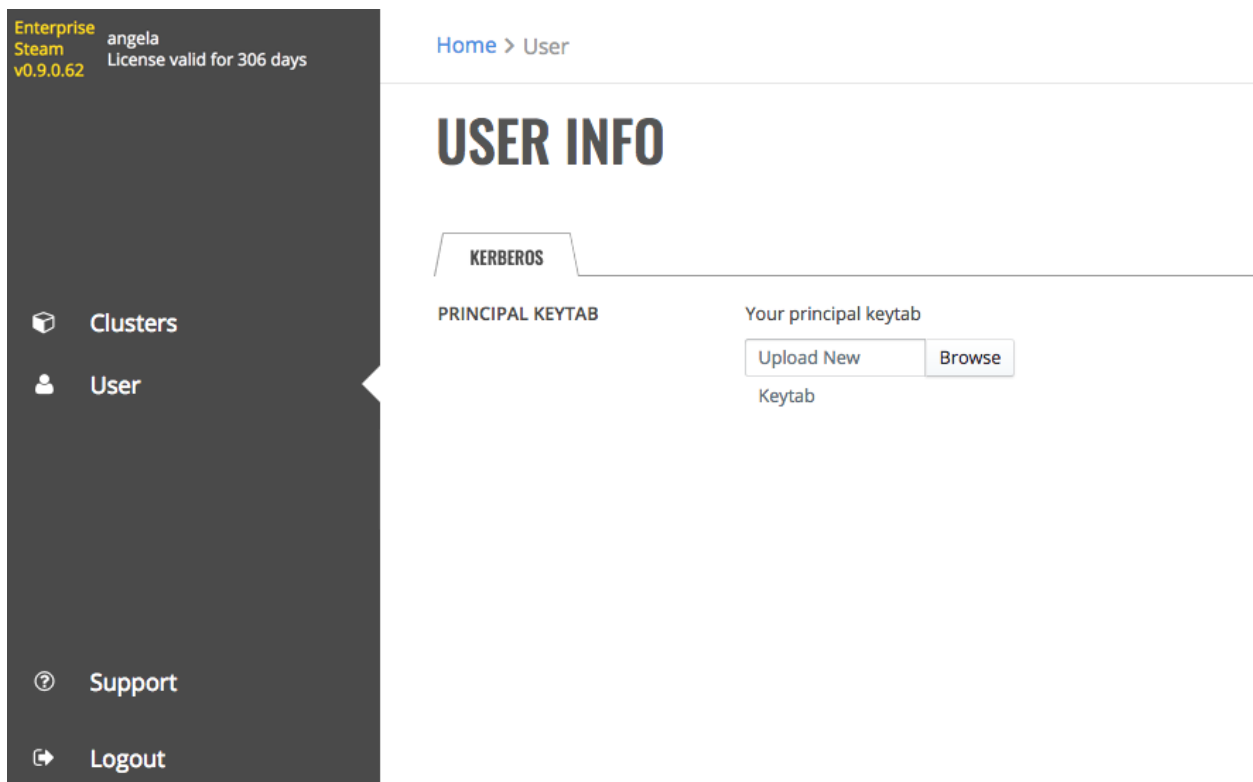 Enterprise
Steam
v0.9.0.62
angela
License valid for 306 days
Clusters
User
Support
Logout
Home > User
USER INFO
KERBEROS
PRINCIPAL KEYTAB
Your principal keytab
Upload New
Browse
Keytab